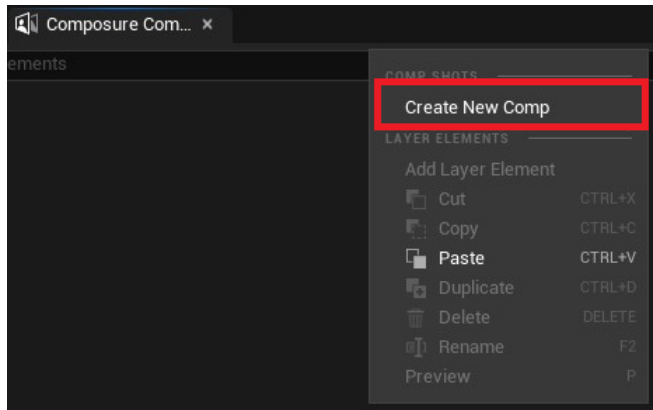 Composure Com... ×
ements
COMP SHOTS
Create New Comp
LAYER ELEMENTS
Add Layer Element
Cut CTRL+X
Copy CTRL+C
Paste CTRL+V
Duplicate CTRL+D
Delete DELETE
Rename F2
Preview P